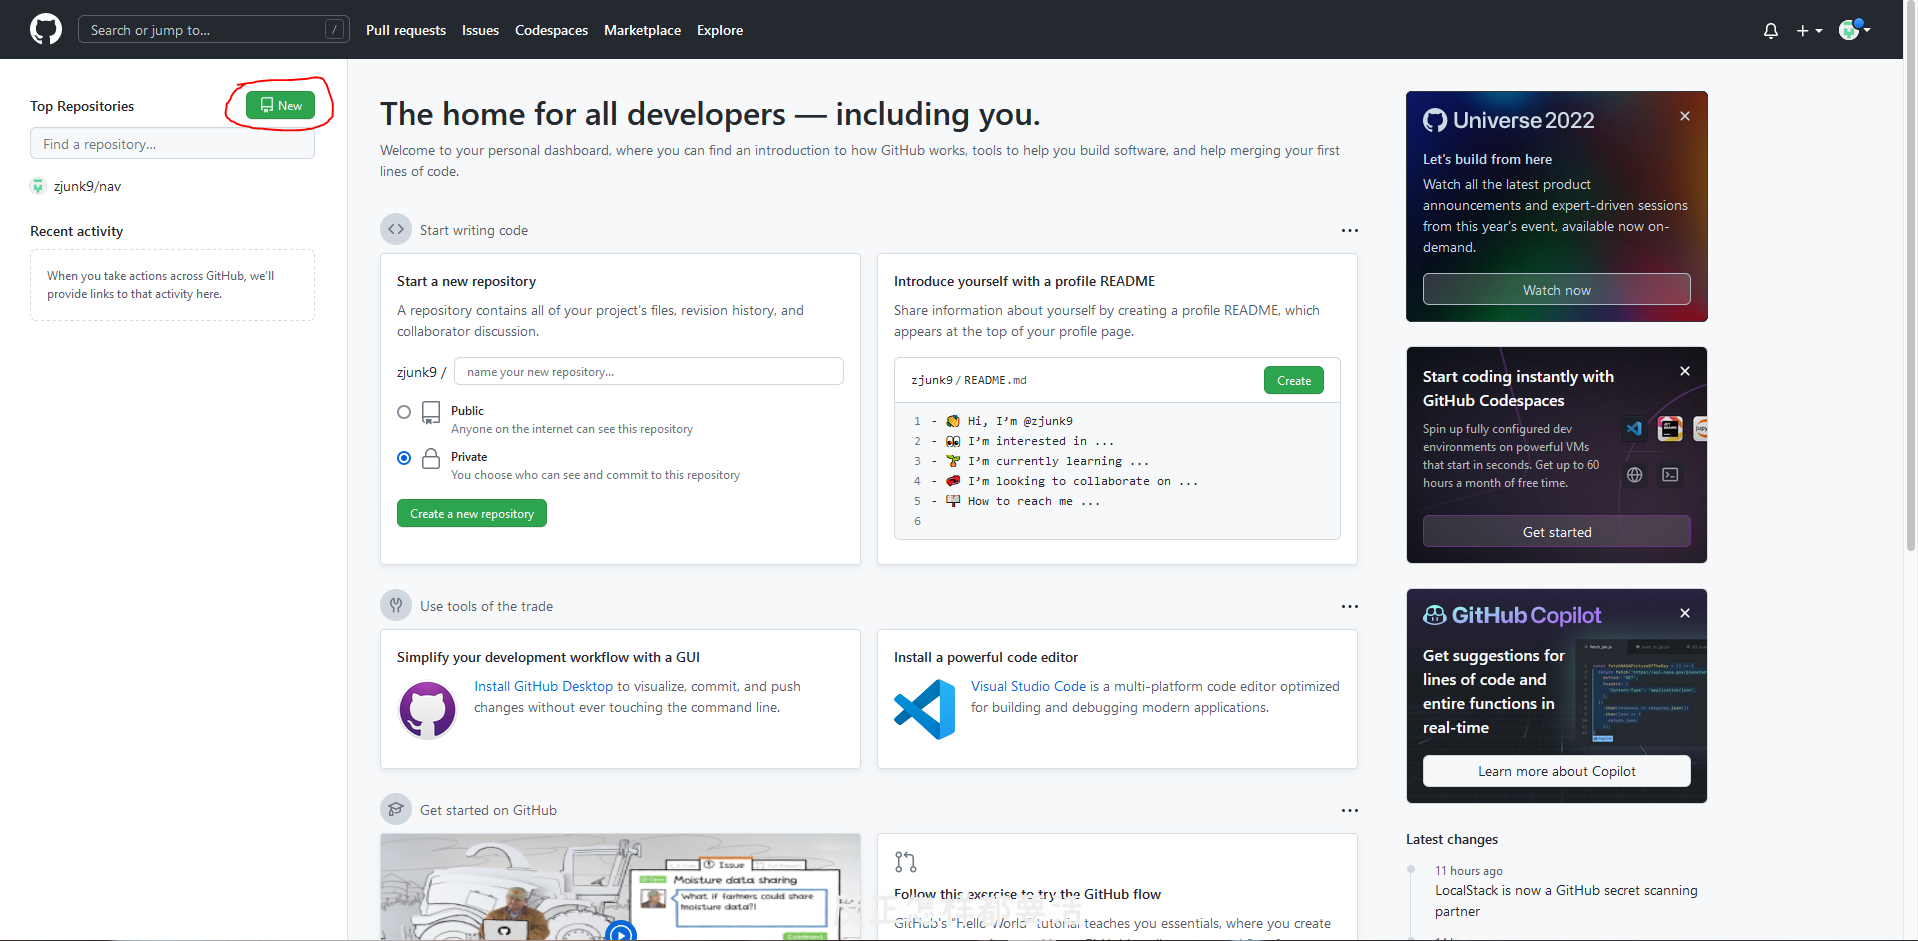 Search or jump to...
/
Pull requests
Issues
Codespaces
Marketplace
Explore
Top Repositories
New
Find a repository...
zjunk9/nav
Recent activity
When you take actions across GitHub, we'll
provide links to that activity here.
The home for all developers — including you.
Welcome to your personal dashboard, where you can find an introduction to how GitHub works, tools to help you build software, and help merging your first
lines of code.
Start writing code
Start a new repository
A repository contains all of your project's files, revision history, and
collaborator discussion.
zjunk9 /
name your new repository...
Public
Anyone on the internet can see this repository
Private
You choose who can see and commit to this repository
Create a new repository
Introduce yourself with a profile README
Share information about yourself by creating a profile README, which
appears at the top of your profile page.
zjunk9 / README.md
Create
1 - 👋 Hi, I'm @zjunk9
2 - 👀 I'm interested in ...
3 - 🌱 I'm currently learning ...
4 - 💞️ I'm looking to collaborate on ...
5 - 📫 How to reach me ...
6
Use tools of the trade
Simplify your development workflow with a GUI
Install GitHub Desktop to visualize, commit, and push
changes without ever touching the command line.
Install a powerful code editor
Visual Studio Code is a multi-platform code editor optimized
for building and debugging modern applications.
Get started on GitHub
Issue
Open
Moisture data sharing
What if farmers could share
moisture data?!
Comment
Follow this exercise to try the GitHub flow
GitHub's "Hello World" tutorial teaches you essentials, where you create
正怎样都要活
Universe 2022
Let's build from here
Watch all the latest product
announcements and expert-driven sessions
from this year's event, available now on-
demand.
Watch now
Start coding instantly with
GitHub Codespaces
Spin up fully configured dev
environments on powerful VMs
that start in seconds. Get up to 60
hours a month of free time.
Get started
GitHub Copilot
Get suggestions for
lines of code and
entire functions in
real-time
Learn more about Copilot
Latest changes
11 hours ago
LocalStack is now a GitHub secret scanning
partner